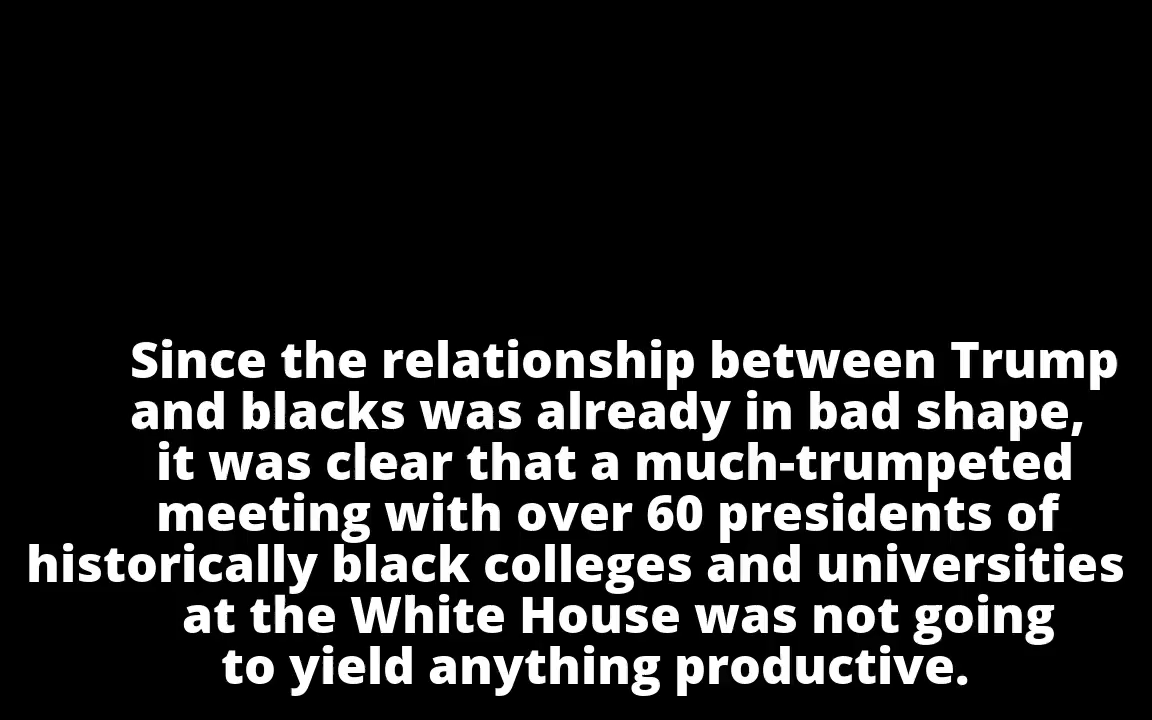 Since the relationship between Trump
and blacks was already in bad shape,
it was clear that a much-trumpeted
meeting with over 60 presidents of
historically black colleges and universities
at the White House was not going
to yield anything productive.